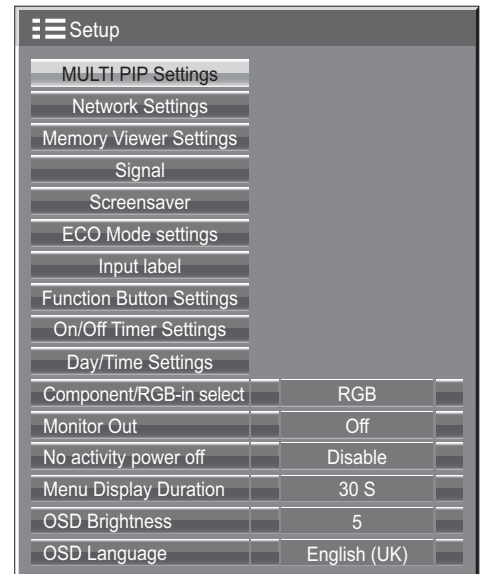 Setup
MULTI PIP Settings
Network Settings
Memory Viewer Settings
Signal
Screensaver
ECO Mode settings
Input label
Function Button Settings
On/Off Timer Settings
Day/Time Settings
Component/RGB-in select RGB
Monitor Out Off
No activity power off Disable
Menu Display Duration 30 S
OSD Brightness 5
OSD Language English (UK)